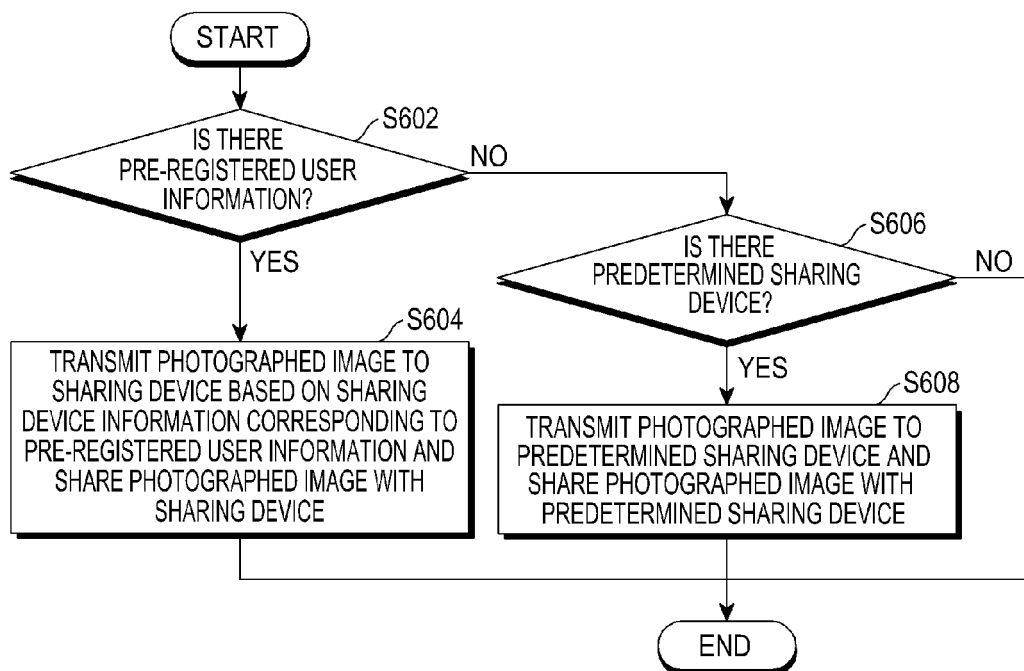 START
S602
IS THERE
PRE-REGISTERED USER
INFORMATION?
NO
YES
S606
IS THERE
PREDETERMINED SHARING
DEVICE?
NO
YES
S604
TRANSMIT PHOTOGRAPHED IMAGE TO
SHARING DEVICE BASED ON SHARING
DEVICE INFORMATION CORRESPONDING TO
PRE-REGISTERED USER INFORMATION AND
SHARE PHOTOGRAPHED IMAGE WITH
SHARING DEVICE
S608
TRANSMIT PHOTOGRAPHED IMAGE TO
PREDETERMINED SHARING DEVICE AND
SHARE PHOTOGRAPHED IMAGE WITH
PREDETERMINED SHARING DEVICE
END